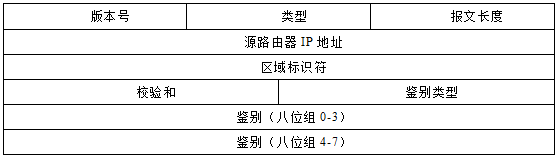 版本号 类型 报文长度
源路由器 IP 地址
区域标识符
校验和 鉴别类型
鉴别（八位组 0-3）
鉴别（八位组 4-7）